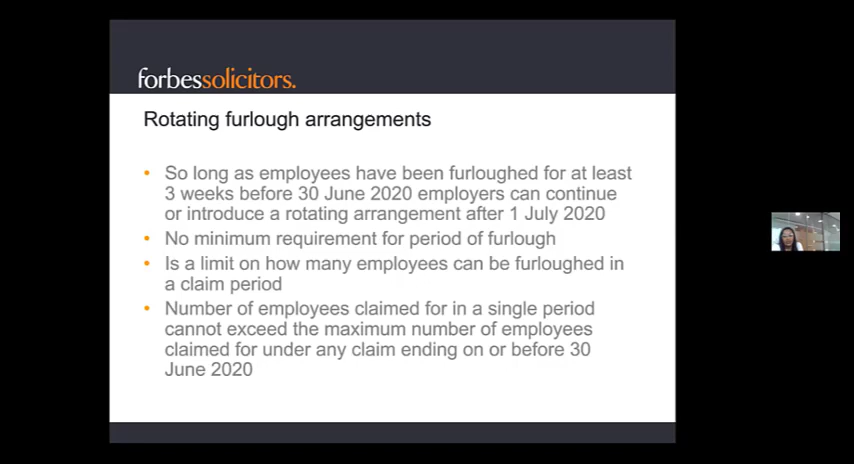 forbessolicitors.
Rotating furlough arrangements
• So long as employees have been furloughed for at least
3 weeks before 30 June 2020 employers can continue
or introduce a rotating arrangement after 1 July 2020
• No minimum requirement for period of furlough
• Is a limit on how many employees can be furloughed in
a claim period
• Number of employees claimed for in a single period
cannot exceed the maximum number of employees
claimed for under any claim ending on or before 30
June 2020